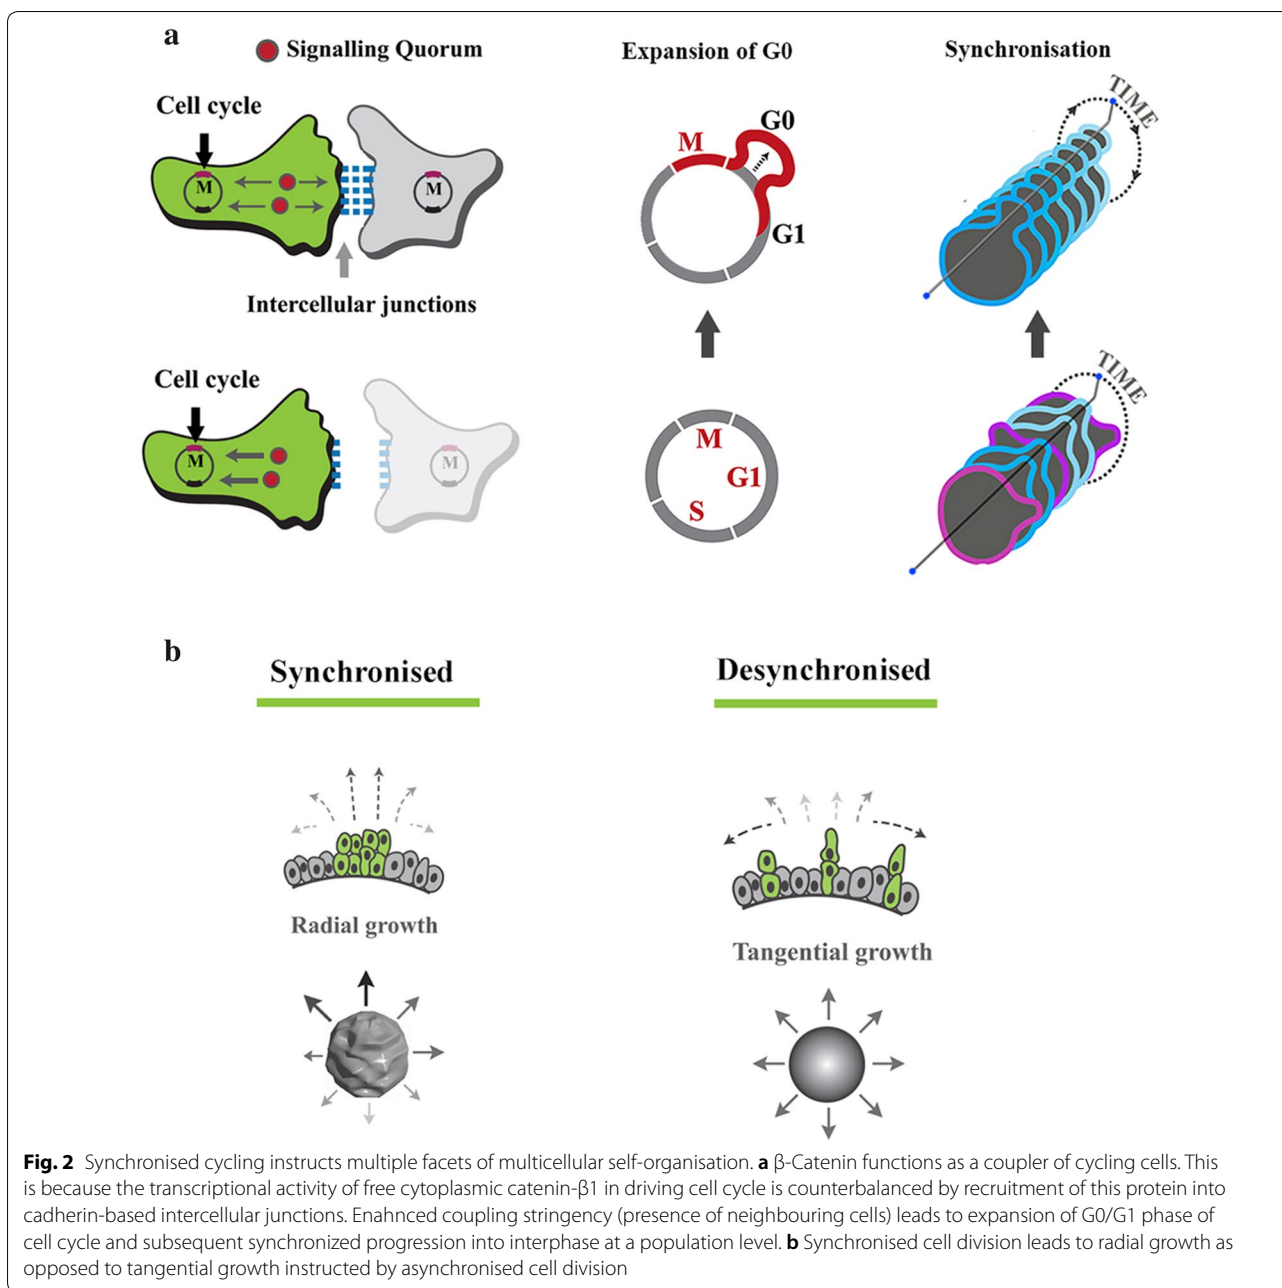 a
Signalling Quorum
Expansion of G0
Synchronisation
Cell cycle
M
M
Intercellular junctions
M
G0
G1
TIME
Cell cycle
M
M
M
G1
S
TIME
b
Synchronised
Desynchronised
Radial growth
Tangential growth
Fig. 2 Synchronised cycling instructs multiple facets of multicellular self-organisation. a β-Catenin functions as a coupler of cycling cells. This
is because the transcriptional activity of free cytoplasmic catenin-β1 in driving cell cycle is counterbalanced by recruitment of this protein into
cadherin-based intercellular junctions. Enahnced coupling stringency (presence of neighbouring cells) leads to expansion of G0/G1 phase of
cell cycle and subsequent synchronized progression into interphase at a population level. b Synchronised cell division leads to radial growth as
opposed to tangential growth instructed by asynchronised cell division